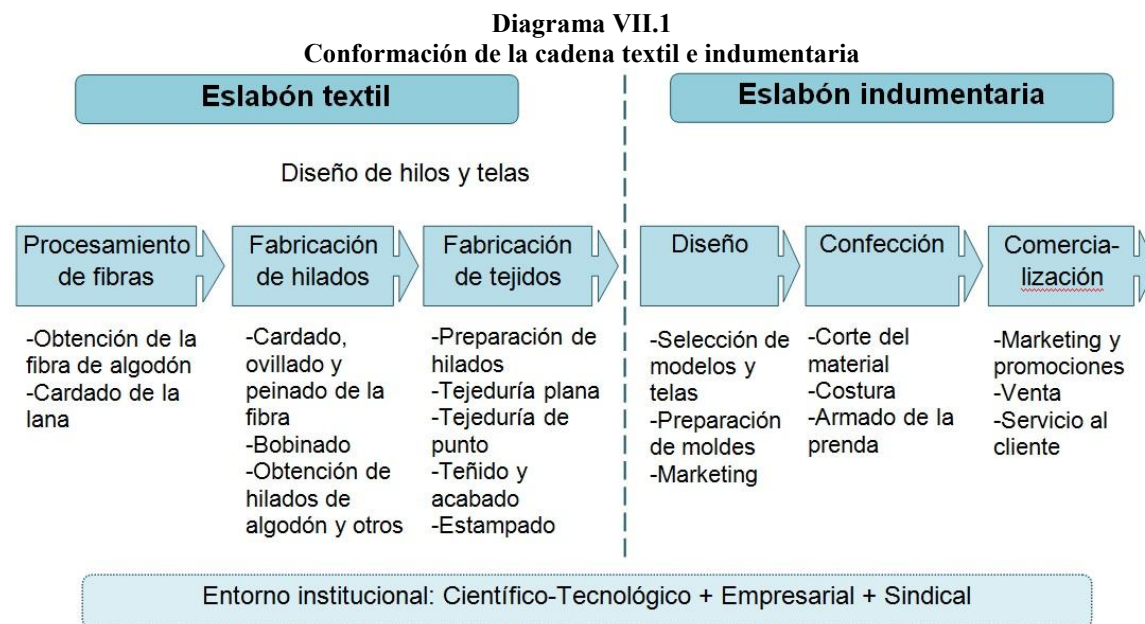 Diagrama VII.1
Conformación de la cadena textil e indumentaria
Eslabón textil
Eslabón indumentaria
Diseño de hilos y telas
Procesamiento
de fibras
Fabricación
de hilados
Fabricación
de tejidos
Diseño
Confección
Comercia-
lización
-Obtención de la
fibra de algodón
-Cardado de la
lana
-Cardado,
ovillado y
peinado de la
fibra
-Bobinado
-Obtención de
hilados de
algodón y otros
-Preparación de
hilados
-Tejeduría plana
-Tejeduría de
punto
-Teñido y
acabado
-Estampado
-Selección de
modelos y
telas
-Preparación
de moldes
-Marketing
-Corte del
material
-Costura
-Armado de la
prenda
-Marketing y
promociones
-Venta
-Servicio al
cliente
Entorno institucional: Científico-Tecnológico + Empresarial + Sindical